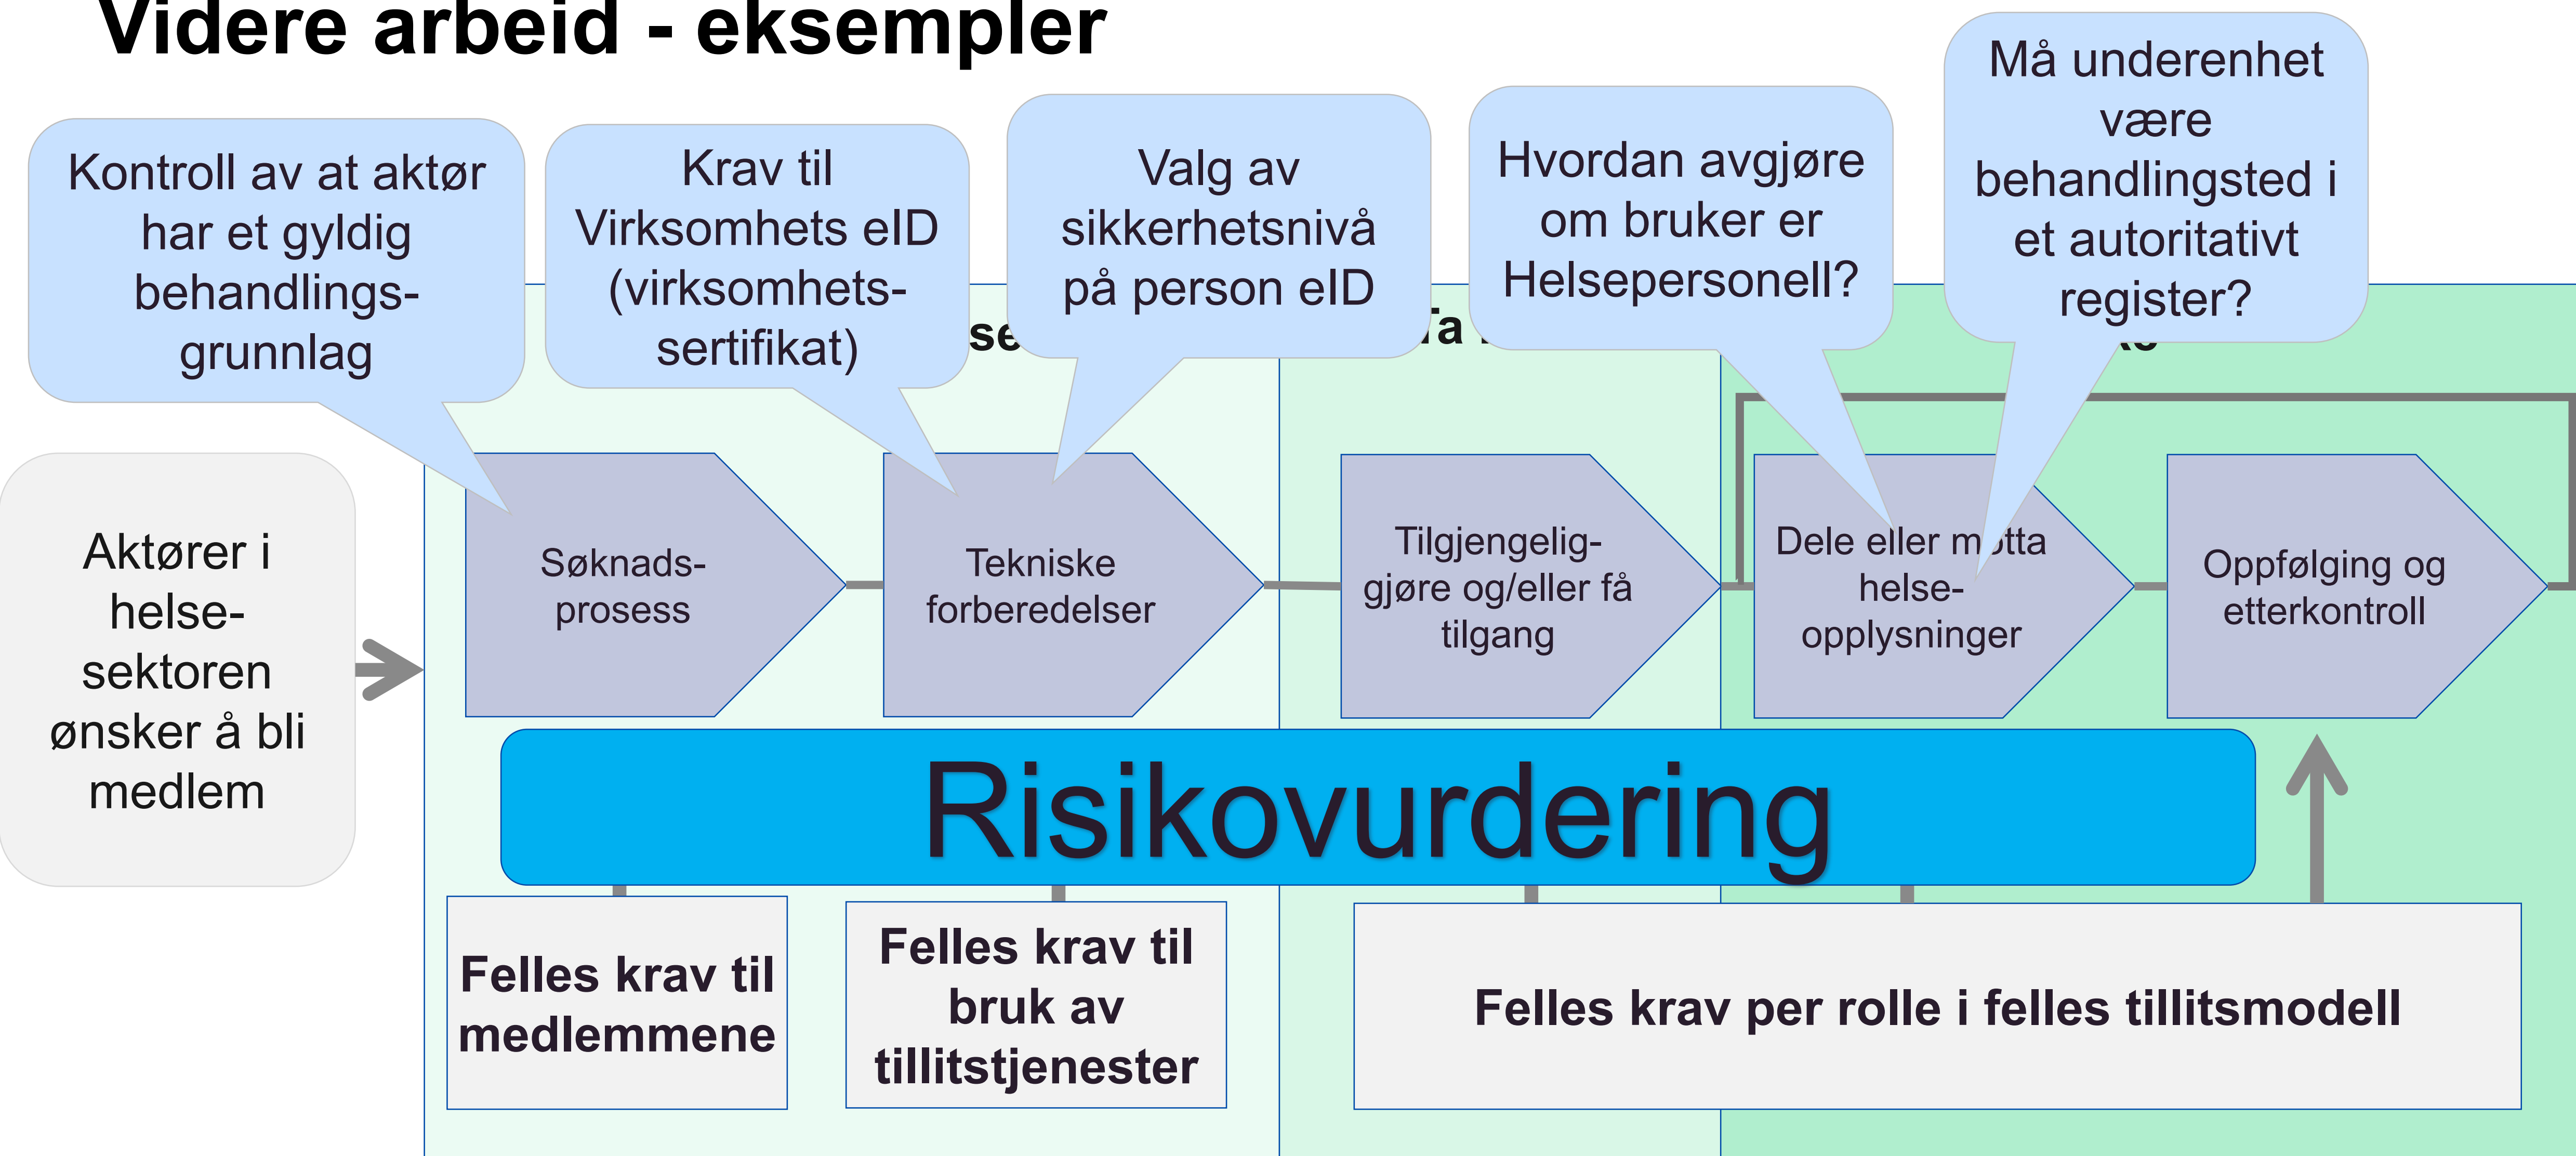 Videre arbeid - eksempler
Kontroll av at aktør
har et gyldig
behandlings-
grunnlag
Krav til
Virksomhets eID
(virksomhets-
sertifikat)
Valg av
sikkerhetsnivå
på person eID
Hvordan avgjøre
om bruker er
Helsepersonell?
Må underenhet
være
behandlingsted i
et autoritativt
register?
Aktører i
helse-
sektoren
ønsker å bli
medlem
Søknads-
prosess
Tekniske
forberedelser
Tilgjengelig-
gjøre og/eller få
tilgang
Dele eller motta
helse-
opplysninger
Oppfølging og
etterkontroll
Risikovurdering
Felles krav til
medlemmene
Felles krav til
bruk av
tillitstjenester
Felles krav per rolle i felles tillitsmodell